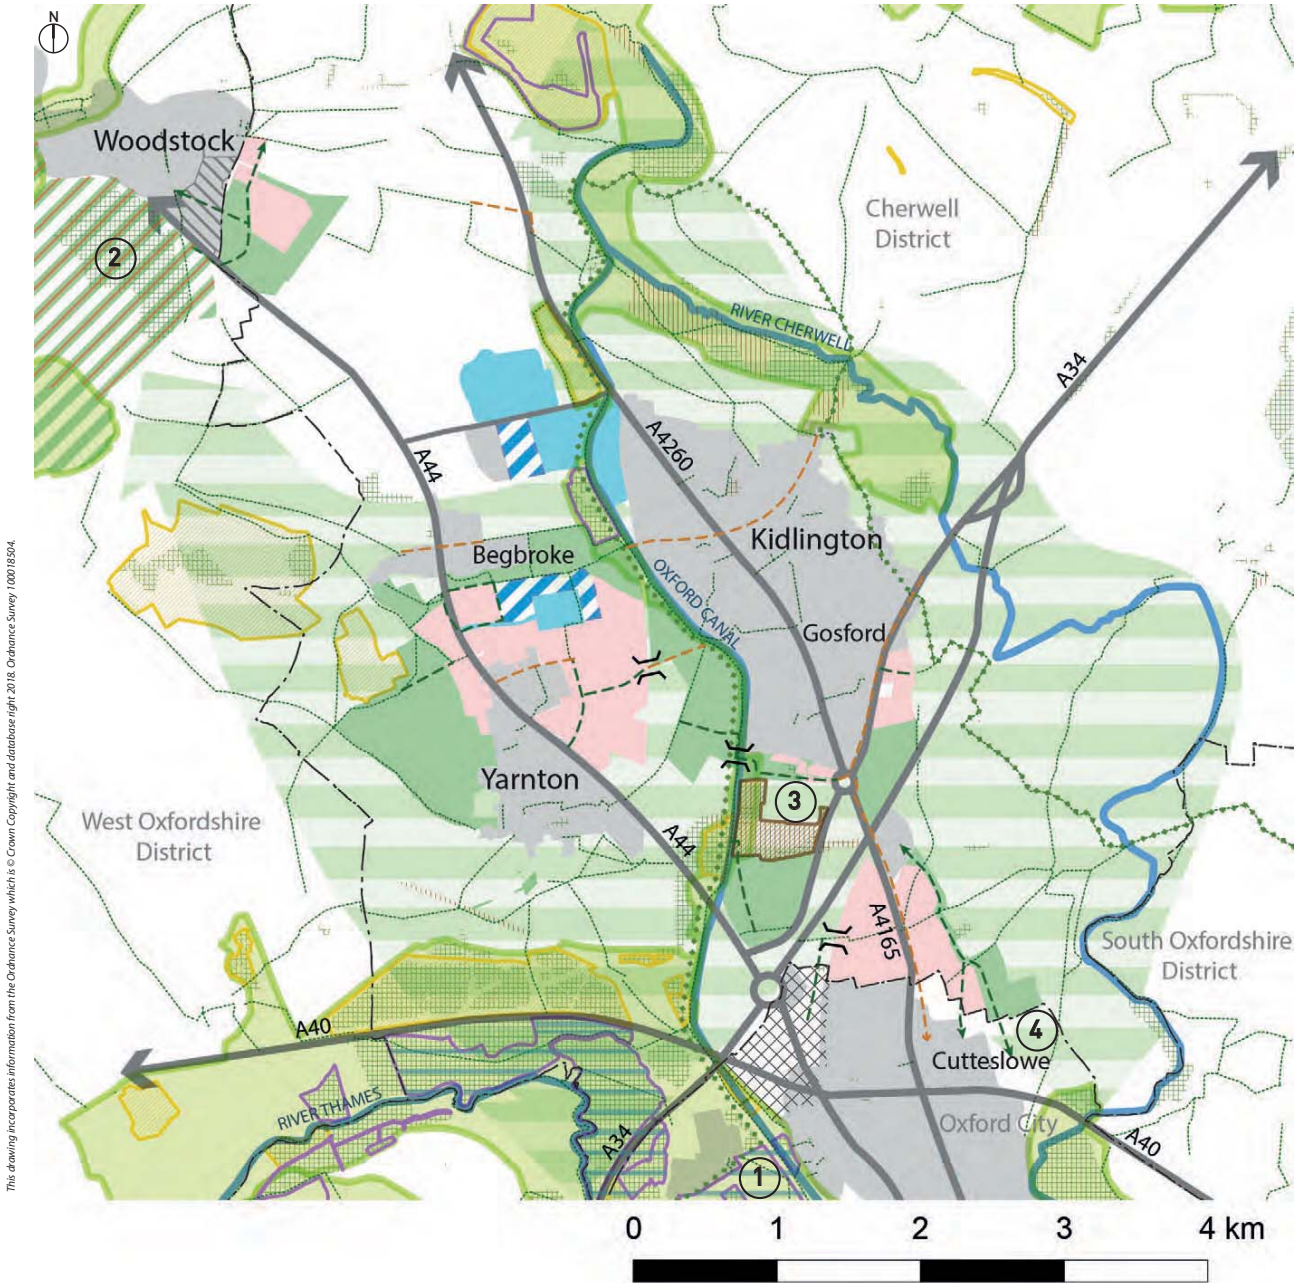 N
Woodstock
2
Cherwell
District
RIVER CHERWELL
A34
A4260
A44
Kidlington
Begbroke
OXFORD CANAL
Gosford
Yarnton
3
West Oxfordshire
District
A44
A4165
South Oxfordshire
District
A40
4
Cutteslowe
RIVER THAMES
Oxford City
A34
A40
1
0 1 2 3 4 km
This drawing incorporates information from the Ordnance Survey which is © Crown Copyright and database right 2018. Ordnance Survey 100018504.